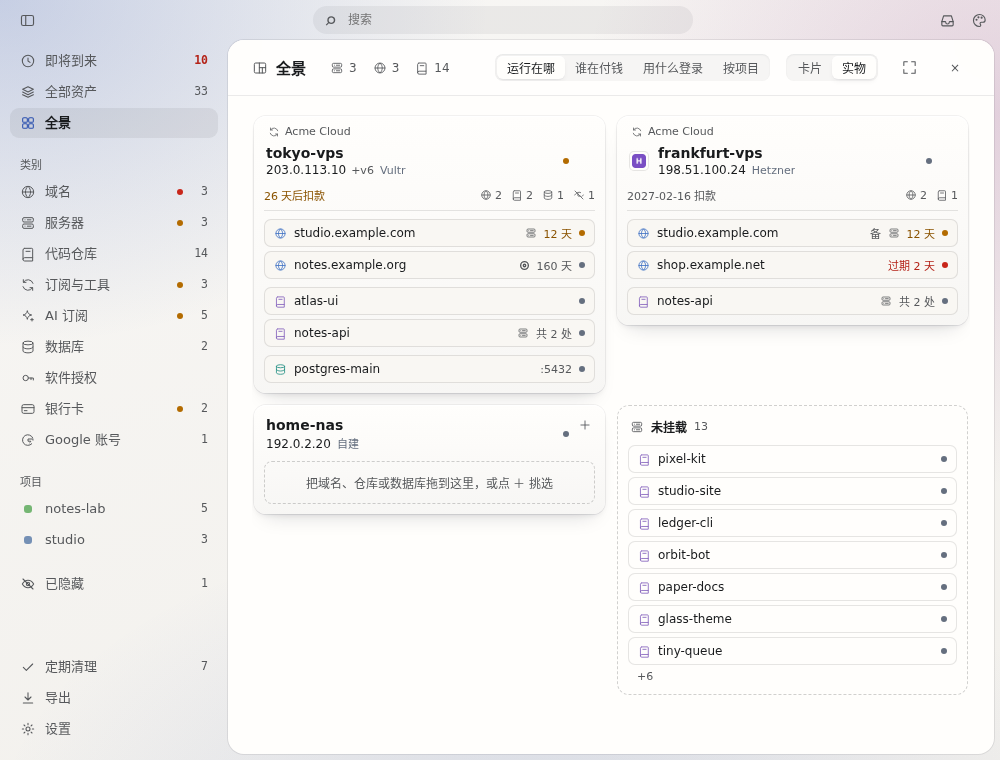 搜索
即将到来 10
全部资产 33
全景
类别
域名 3
服务器 3
代码仓库 14
订阅与工具 3
AI 订阅 5
数据库 2
软件授权
银行卡 2
Google 账号 1
项目
notes-lab 5
studio 3
已隐藏 1
定期清理 7
导出
设置
全景 3 3 14
运行在哪 谁在付钱 用什么登录 按项目
卡片 实物
Acme Cloud
tokyo-vps
203.0.113.10 +v6 Vultr
26 天后扣款 2 2 1 1
studio.example.com 12 天
notes.example.org 160 天
atlas-ui
notes-api 共 2 处
postgres-main :5432
Acme Cloud
H
frankfurt-vps
198.51.100.24 Hetzner
2027-02-16 扣款 2 1
studio.example.com 备 12 天
shop.example.net 过期 2 天
notes-api 共 2 处
home-nas
192.0.2.20 自建
把域名、仓库或数据库拖到这里，或点 ＋ 挑选
未挂载 13
pixel-kit
studio-site
ledger-cli
orbit-bot
paper-docs
glass-theme
tiny-queue
+6